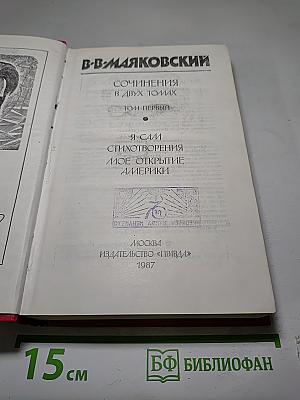 В·В·МАЯКОВСКИЙ
СОЧИНЕНИЯ
В ДВУХ ТОМАХ
ТОМ ПЕРВЫЙ
Я САМ
СТИХОТВОРЕНИЯ
МОЕ ОТКРЫТИЕ
АМЕРИКИ
МОСКВА
ИЗДАТЕЛЬСТВО «ПРАВДА»
1987
15 см
БФ БИБЛИОФАН